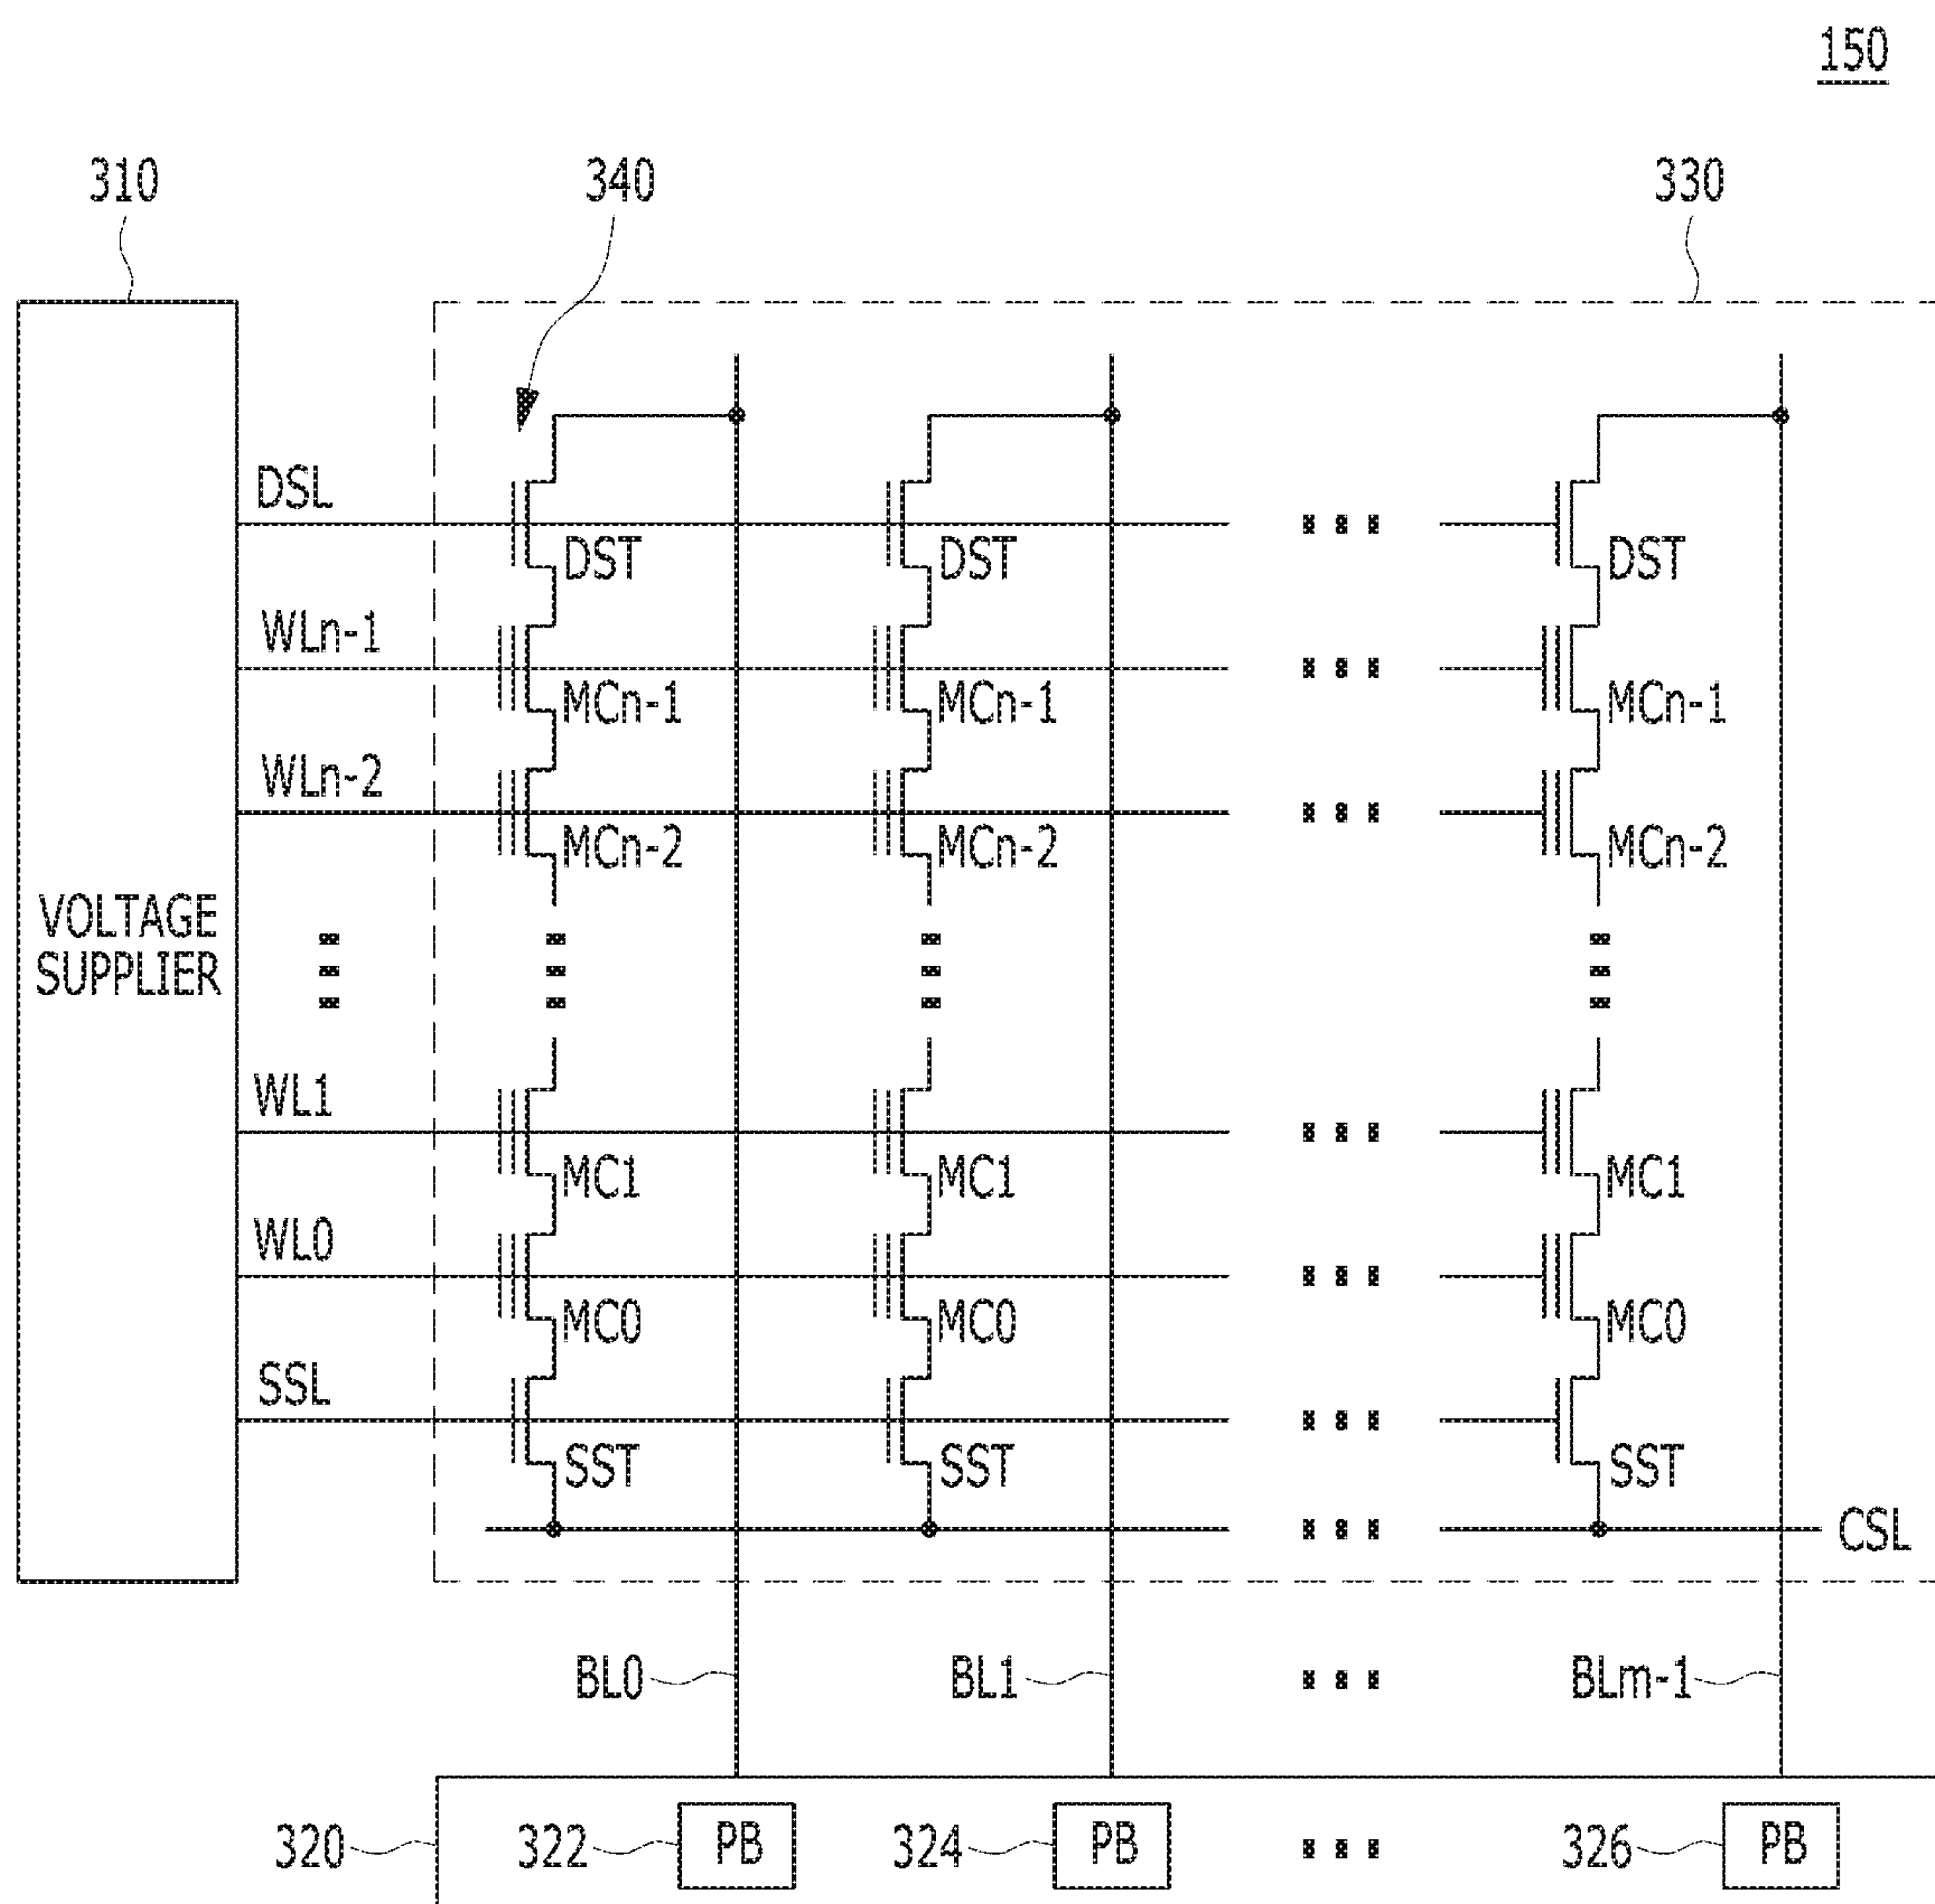 150
310
340
330
DSL
DST
DST
DST
WLn-1
MCn-1
MCn-1
MCn-1
WLn-2
MCn-2
MCn-2
MCn-2
VOLTAGE
SUPPLIER
WL1
MC1
MC1
MC1
WL0
MC0
MC0
MC0
SSL
SST
SST
SST
CSL
BL0
BL1
BLm-1
320
322
PB
324
PB
326
PB